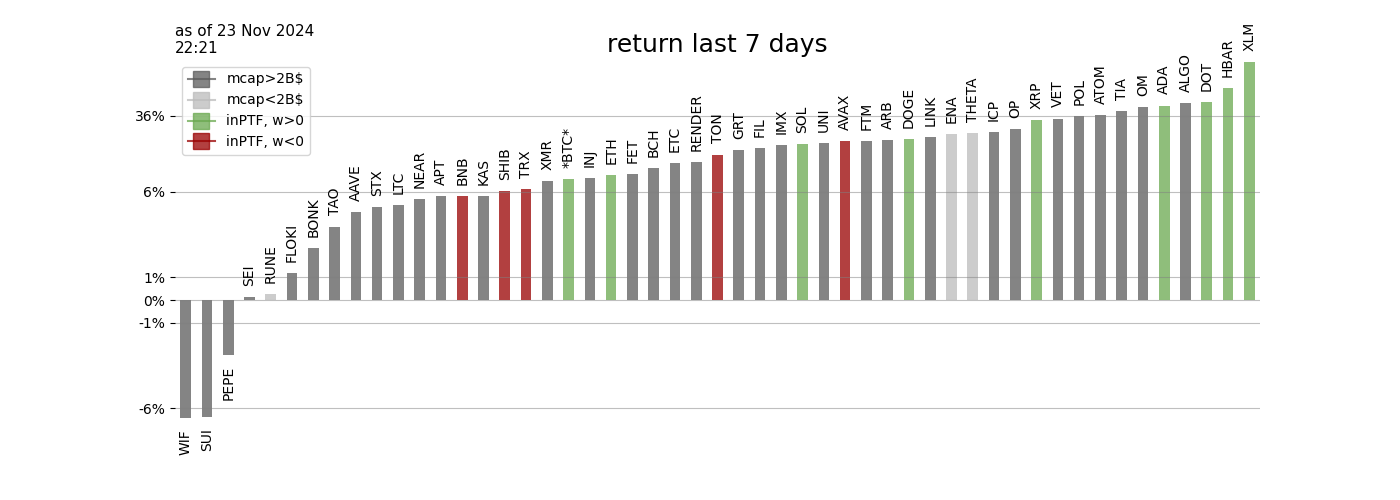 as of 23 Nov 2024
22:21
return last 7 days
mcap>2B$
mcap<2B$
inPTF, w>0
inPTF, w<0
36%
6%
1%
0%
-1%
-6%
WIF
SUI
PEPE
SEI
RUNE
FLOKI
BONK
TAO
AAVE
STX
LTC
NEAR
APT
BNB
KAS
SHIB
TRX
XMR
*BTC*
INJ
ETH
FET
BCH
ETC
RENDER
TON
GRT
FIL
IMX
SOL
UNI
AVAX
FTM
ARB
DOGE
LINK
ENA
THETA
ICP
OP
XRP
VET
POL
ATOM
TIA
OM
ADA
ALGO
DOT
HBAR
XLM